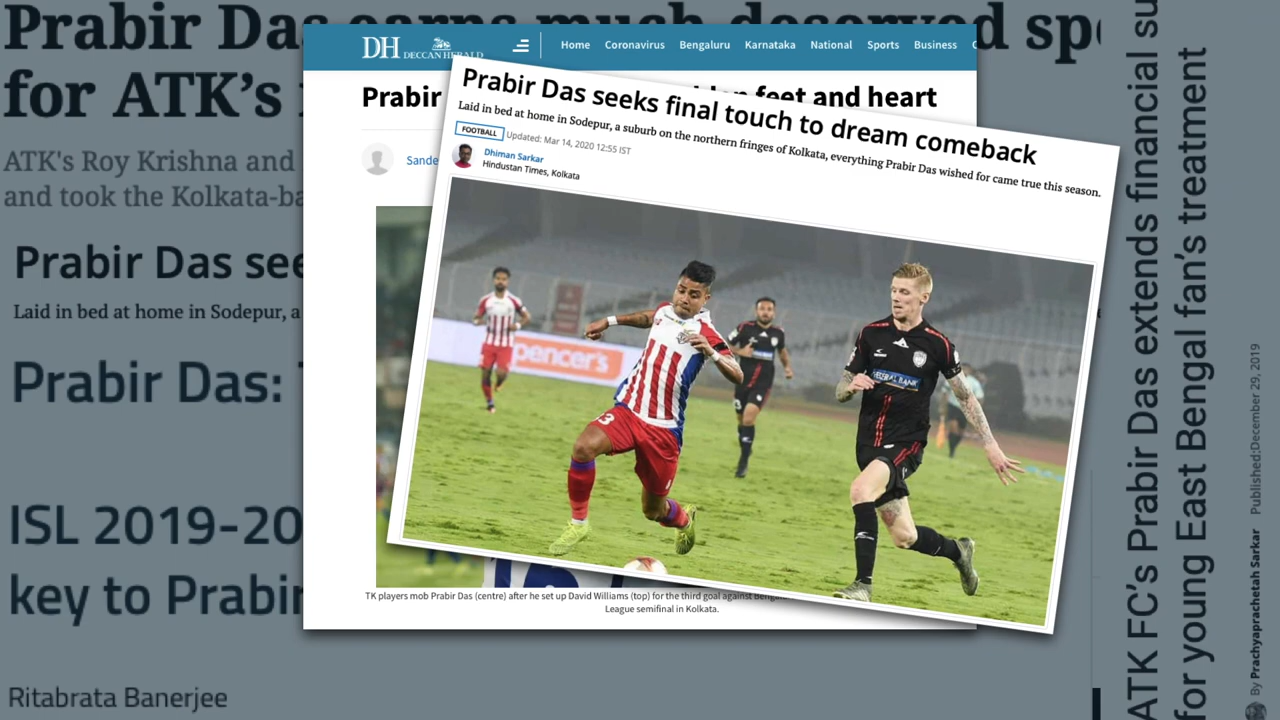 Prabir Das earns much deserved spo
for ATK's
ATK's Roy Krishna and
and took the Kolkata-ba
Prabir Das see
Laid in bed at home in Sodepur, a
Prabir Das:
ISL 2019-20
key to Prabir
Ritabrata Banerjee
DH DECCAN HERALD
Home Coronavirus Bengaluru Karnataka National Sports Business
Prabir feet and heart
Sande
Prabir Das seeks final touch to dream comeback
Laid in bed at home in Sodepur, a suburb on the northern fringes of Kolkata, everything Prabir Das wished for came true this season.
FOOTBALL Updated: Mar 14, 2020 12:55 IST
Dhiman Sarkar
Hindustan Times, Kolkata
pencer's
FEDERAL BANK
TK players mob Prabir Das (centre) after he set up David Williams (top) for the third goal against
League semifinal in Kolkata.
ATK FC's Prabir Das extends financial su
for young East Bengal fan's treatment
By Prachyaprachetah Sarkar Published:December 29, 2019